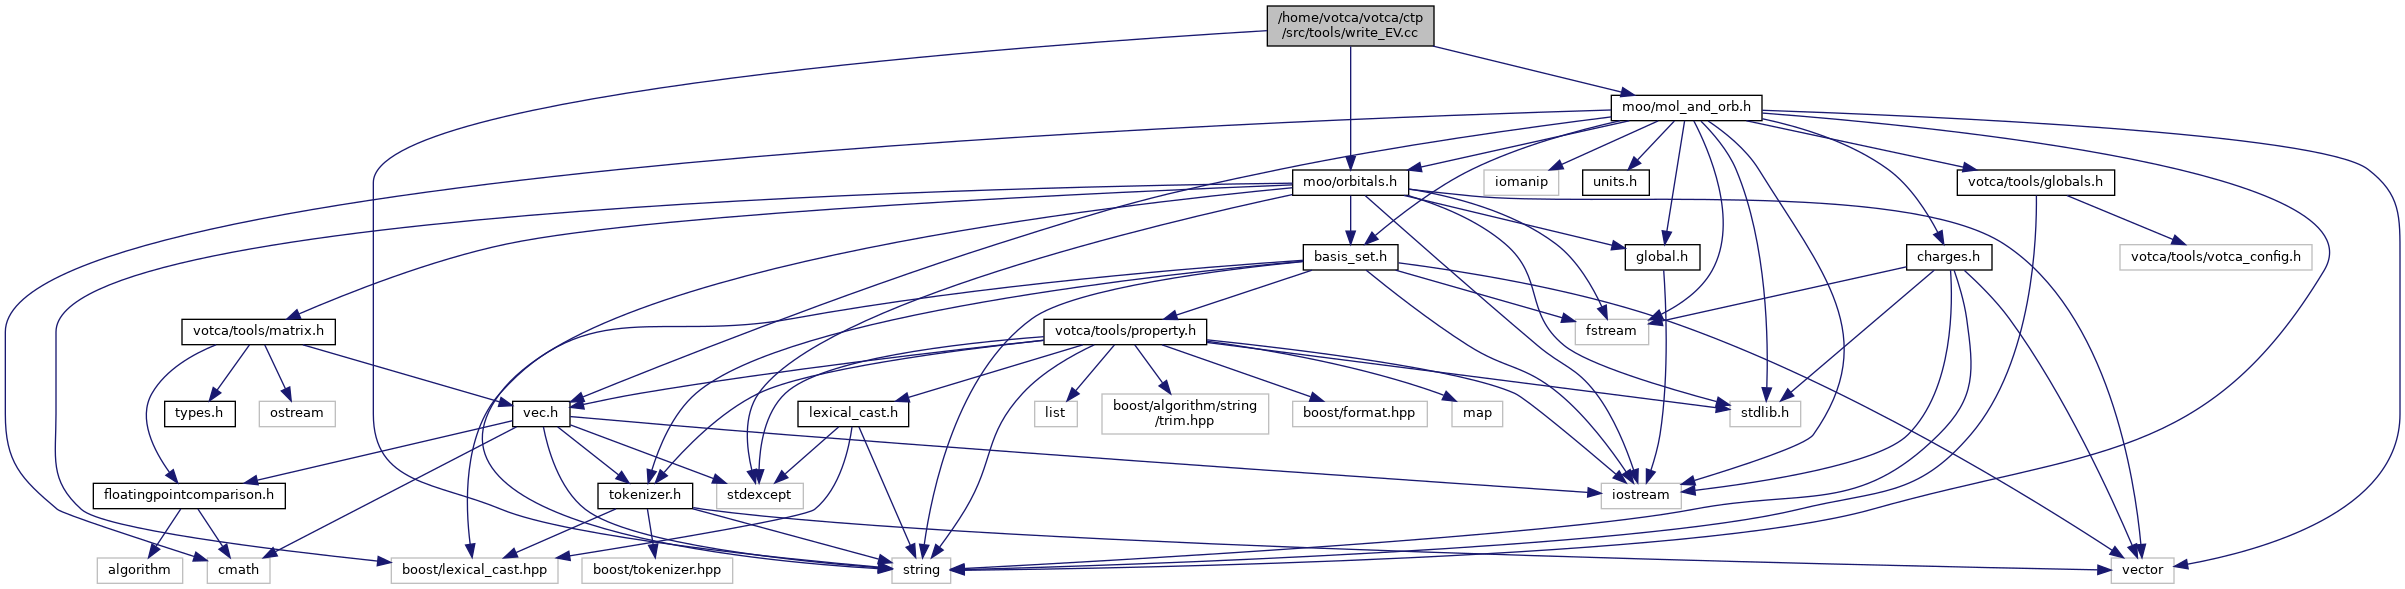 /home/votca/votca/ctp
/src/tools/write_EV.cc
moo/mol_and_orb.h
moo/orbitals.h
iomanip
units.h
votca/tools/globals.h
basis_set.h
global.h
charges.h
votca/tools/votca_config.h
votca/tools/matrix.h
votca/tools/property.h
fstream
types.h
ostream
vec.h
lexical_cast.h
list
boost/algorithm/string
/trim.hpp
boost/format.hpp
map
stdlib.h
floatingpointcomparison.h
tokenizer.h
stdexcept
iostream
algorithm
cmath
boost/lexical_cast.hpp
boost/tokenizer.hpp
string
vector